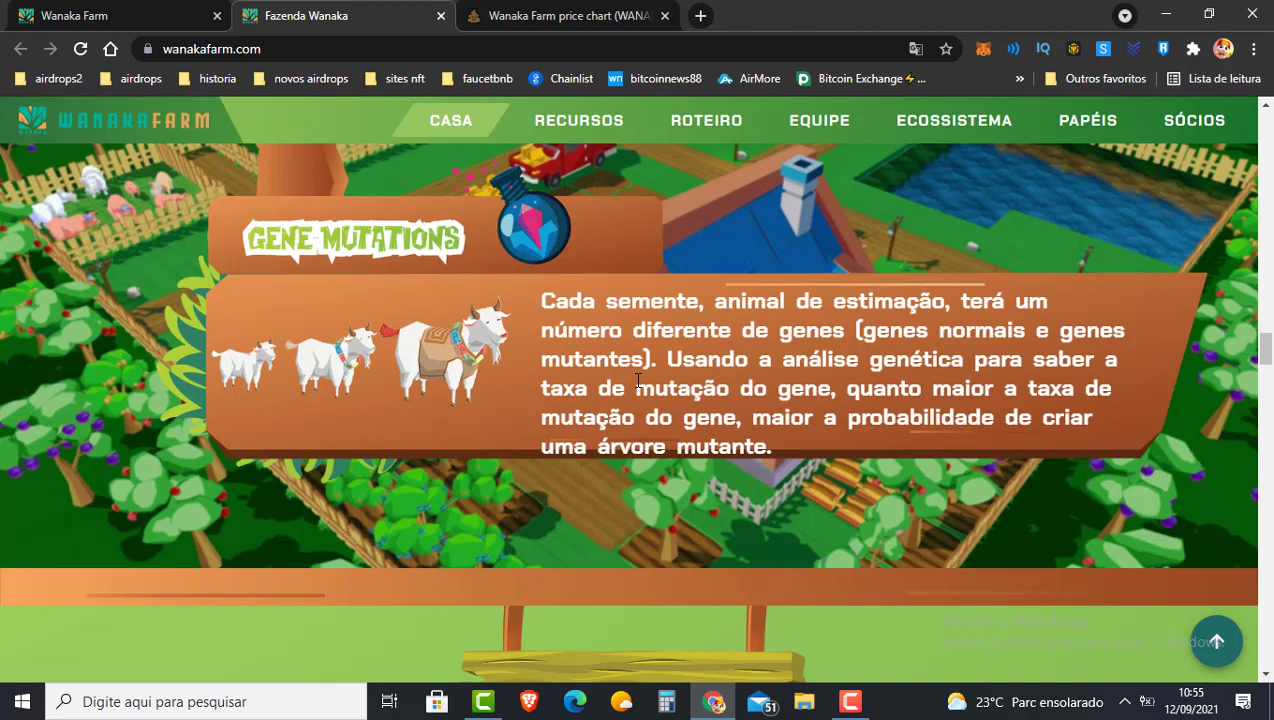 Wanaka Farm
Fazenda Wanaka
Wanaka Farm price chart (WANA
wanakafarm.com
airdrops2
airdrops
historia
novos airdrops
sites nft
faucetbnb
Chainlist
bitcoinnews88
AirMore
Bitcoin Exchange⚡...
»
Outros favoritos
Lista de leitura
WANAKAFARM
CASA
RECURSOS
ROTEIRO
EQUIPE
ECOSSISTEMA
PAPÉIS
SÓCIOS
GENE MUTATIONS
Cada semente, animal de estimação, terá um
número diferente de genes (genes normais e genes
mutantes). Usando a análise genética para saber a
taxa de mutação do gene, quanto maior a taxa de
mutação do gene, maior a probabilidade de criar
uma árvore mutante.
Digite aqui para pesquisar
51
23°C Parc ensolarado
10:55
12/09/2021